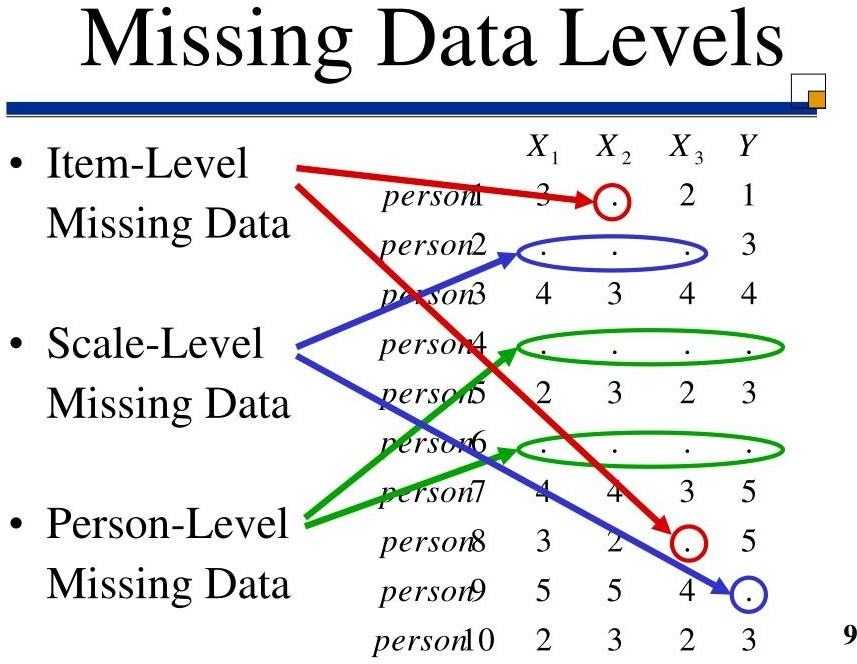 Missing Data Levels
• Item-Level
Missing Data
• Scale-Level
Missing Data
• Person-Level
Missing Data
X1 X2 X3 Y
person1 3 . 2 1
person2 . . . 3
person3 4 3 4 4
person4 . . . .
person5 2 3 2 3
person6 . . . .
person7 4 4 3 5
person8 3 2 . 5
person9 5 5 4 .
person10 2 3 2 3
9